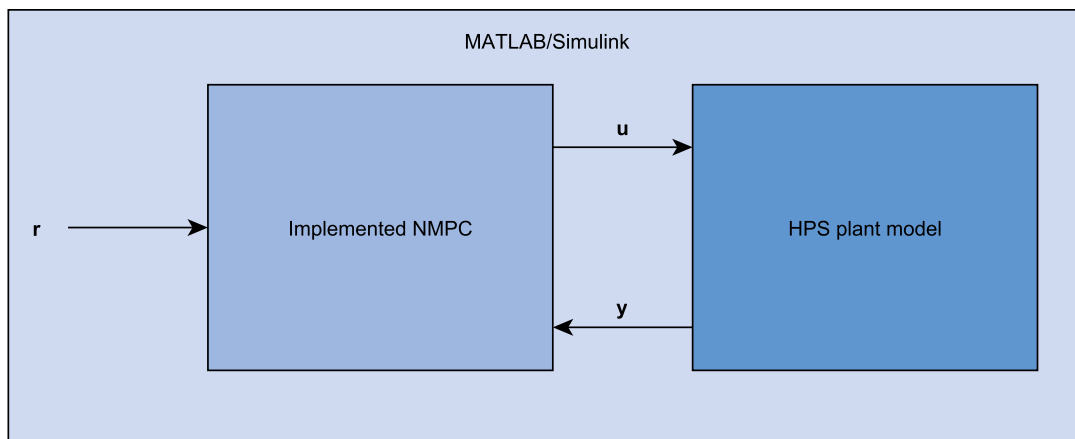 MATLAB/Simulink
u
r
Implemented NMPC
HPS plant model
y